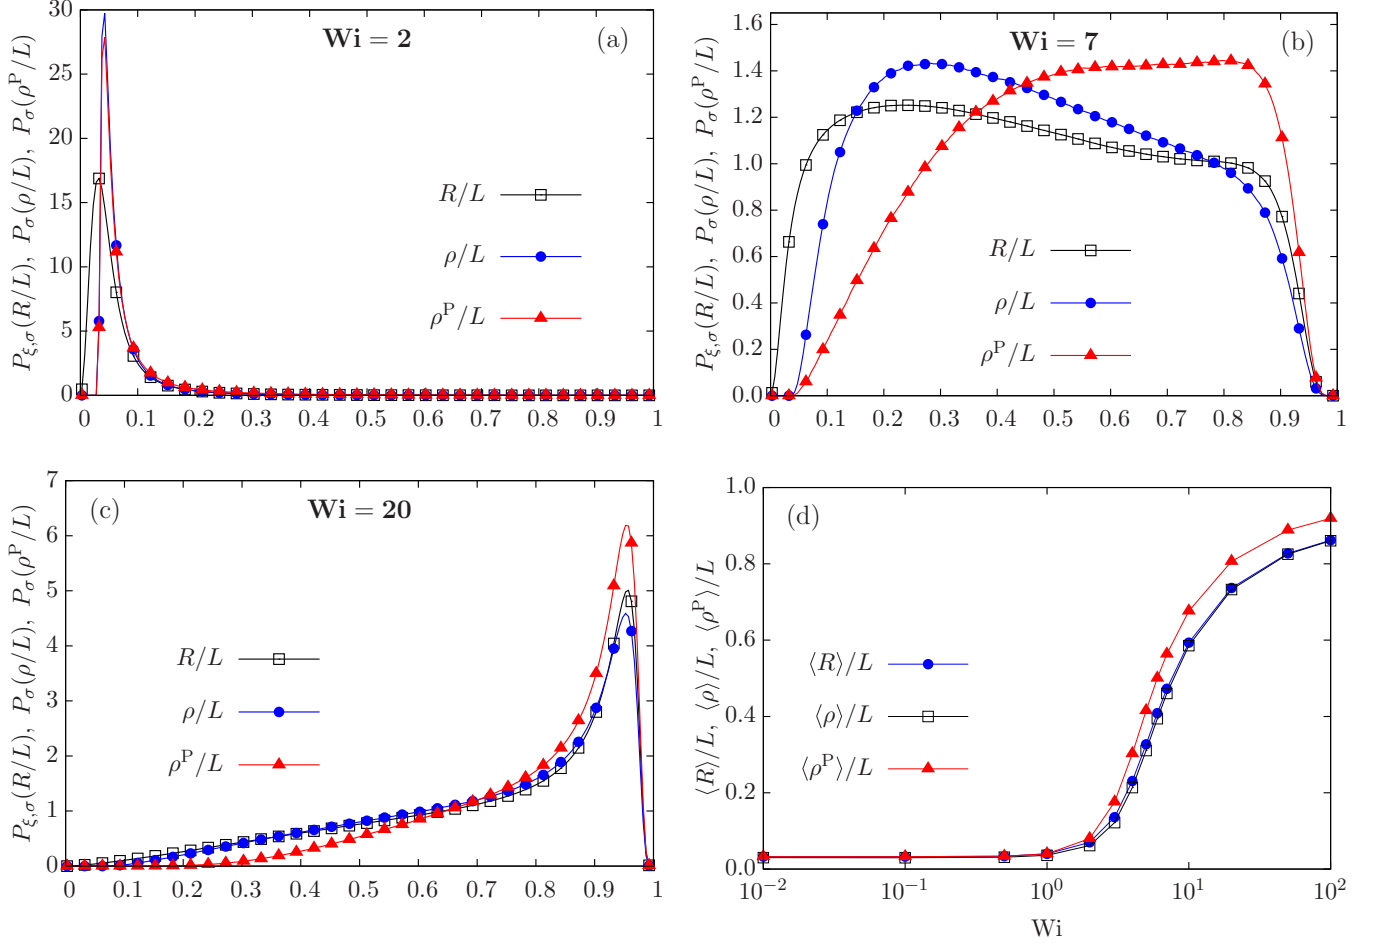 Wi = 2
(a)
P_{ξ,σ}(R/L), P_σ(ρ/L), P_σ(ρ^P/L)
30
25
20
15
10
5
0
R/L
ρ/L
ρ^P/L
0 0.1 0.2 0.3 0.4 0.5 0.6 0.7 0.8 0.9 1
Wi = 7
(b)
P_{ξ,σ}(R/L), P_σ(ρ/L), P_σ(ρ^P/L)
1.6
1.4
1.2
1.0
0.8
0.6
0.4
0.2
0.0
R/L
ρ/L
ρ^P/L
0 0.1 0.2 0.3 0.4 0.5 0.6 0.7 0.8 0.9 1
(c)
Wi = 20
P_{ξ,σ}(R/L), P_σ(ρ/L), P_σ(ρ^P/L)
7
6
5
4
3
2
1
0
R/L
ρ/L
ρ^P/L
0 0.1 0.2 0.3 0.4 0.5 0.6 0.7 0.8 0.9 1
(d)
⟨R⟩/L, ⟨ρ⟩/L, ⟨ρ^P⟩/L
1.0
0.8
0.6
0.4
0.2
0.0
⟨R⟩/L
⟨ρ⟩/L
⟨ρ^P⟩/L
10^{−2} 10^{−1} 10^0 10^1 10^2
Wi